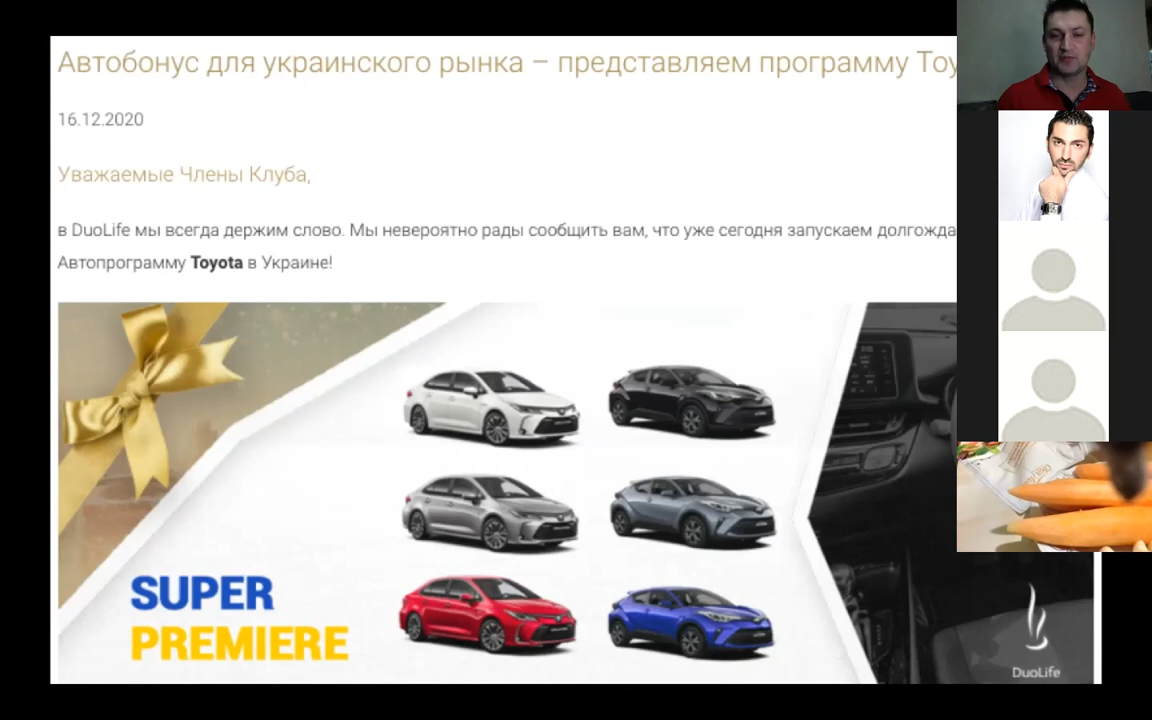 Автобонус для украинского рынка – представляем программу Toy
16.12.2020
Уважаемые Члены Клуба,
в DuoLife мы всегда держим слово. Мы невероятно рады сообщить вам, что уже сегодня запускаем долгожда
Автопрограмму Toyota в Украине!
SUPER
PREMIERE
DuoLife